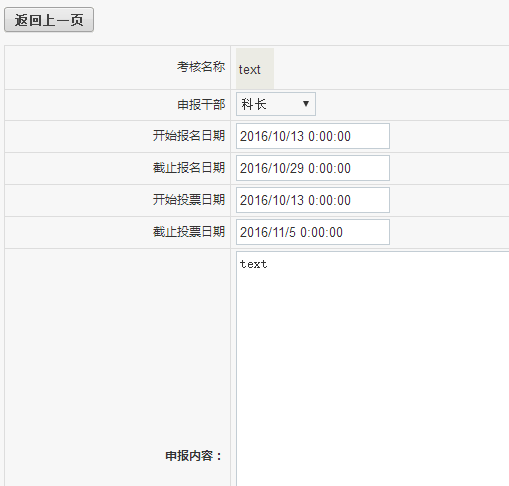 返回上一页
考核名称 text
申报干部 科长
开始报名日期 2016/10/13 0:00:00
截止报名日期 2016/10/29 0:00:00
开始投票日期 2016/10/13 0:00:00
截止投票日期 2016/11/5 0:00:00
text
申报内容：